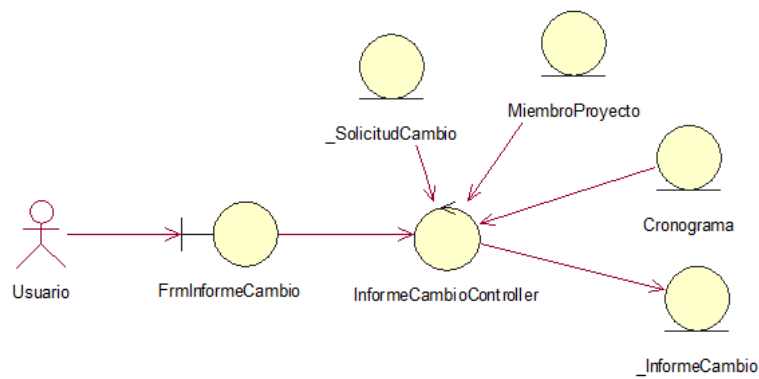 MiembroProyecto
_SolicitudCambio
Cronograma
Usuario
FrmInformeCambio
InformeCambioController
_InformeCambio